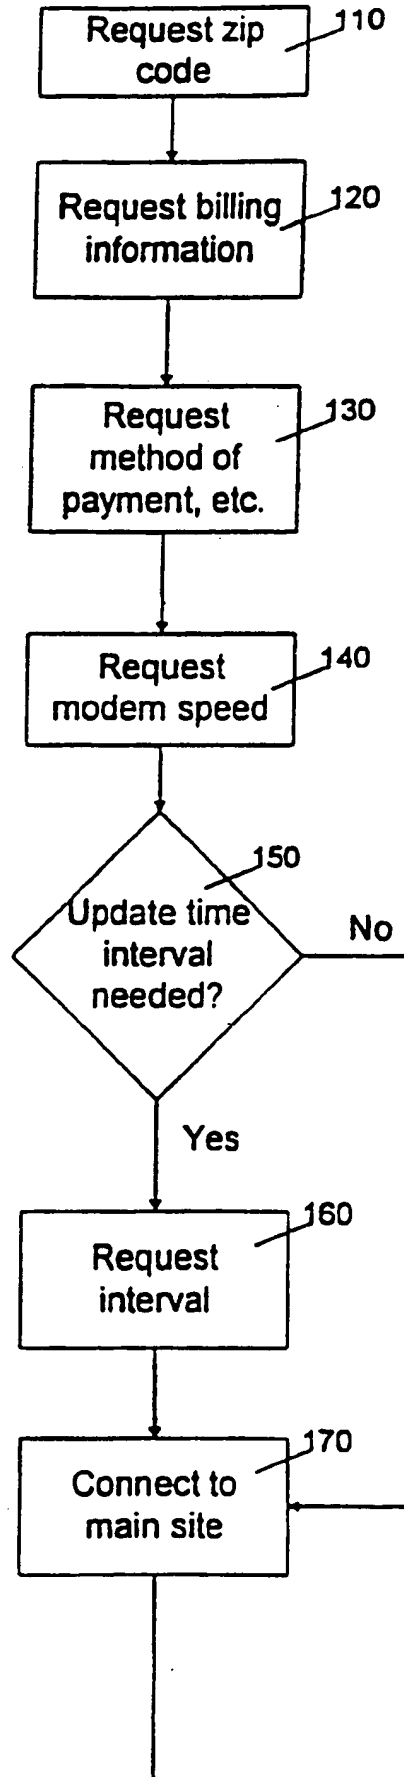 Request zip
code
110
Request billing
information
120
Request
method of
payment, etc.
130
Request
modem speed
140
150
Update time
interval
needed?
No
Yes
160
Request
interval
170
Connect to
main site